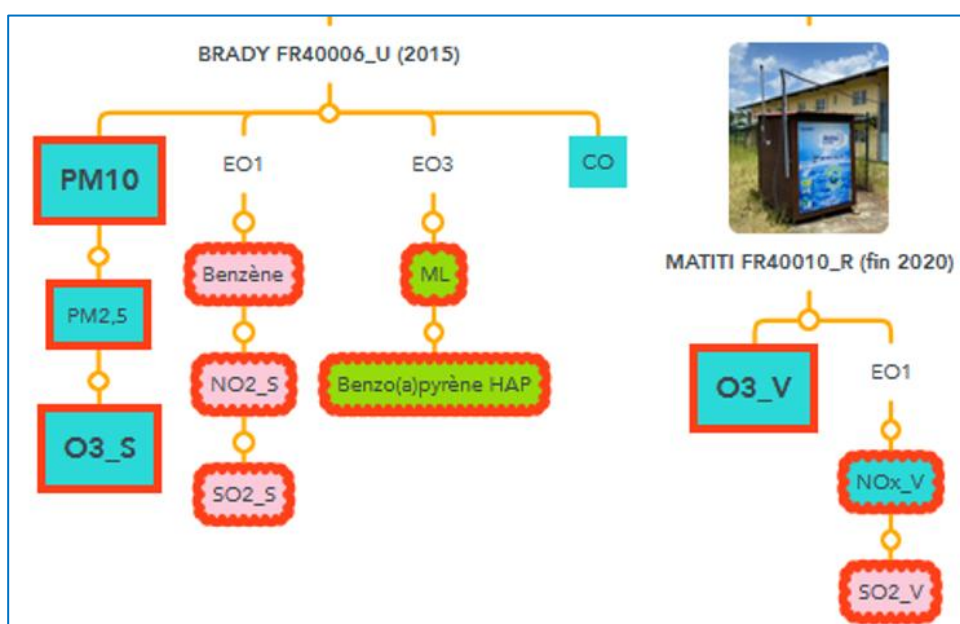 BRADY FR40006_U (2015)
PM10
PM2,5
O3_S
EO1
Benzène
NO2_S
SO2_S
EO3
ML
Benzo(a)pyrène HAP
CO
MATITI FR40010_R (fin 2020)
O3_V
EO1
NOx_V
SO2_V